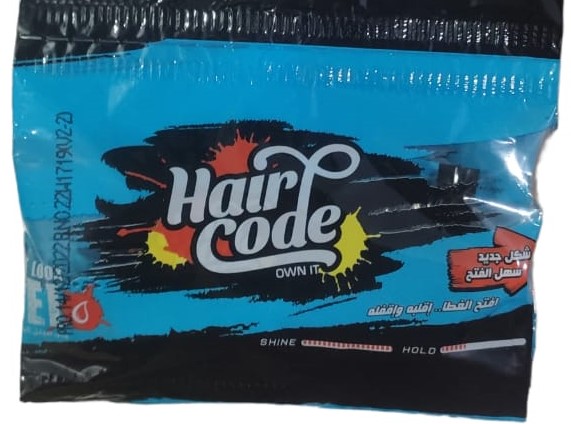 Hair
Code
OWN IT
شكل جديد
سهل الفتح
افتح الغطا.. اقلبه واقفله
SHINE
HOLD